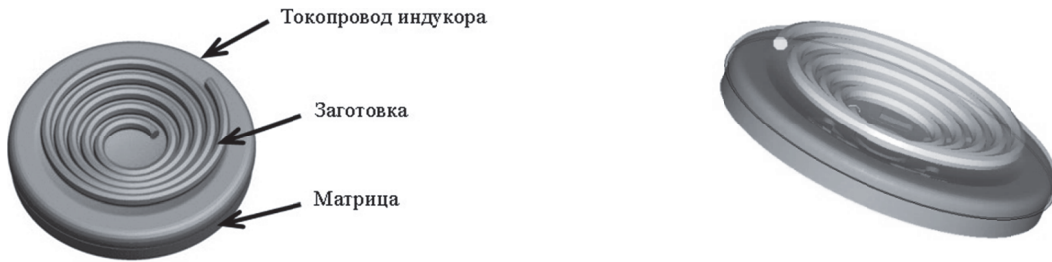 Токопровод индукора
Заготовка
Матрица